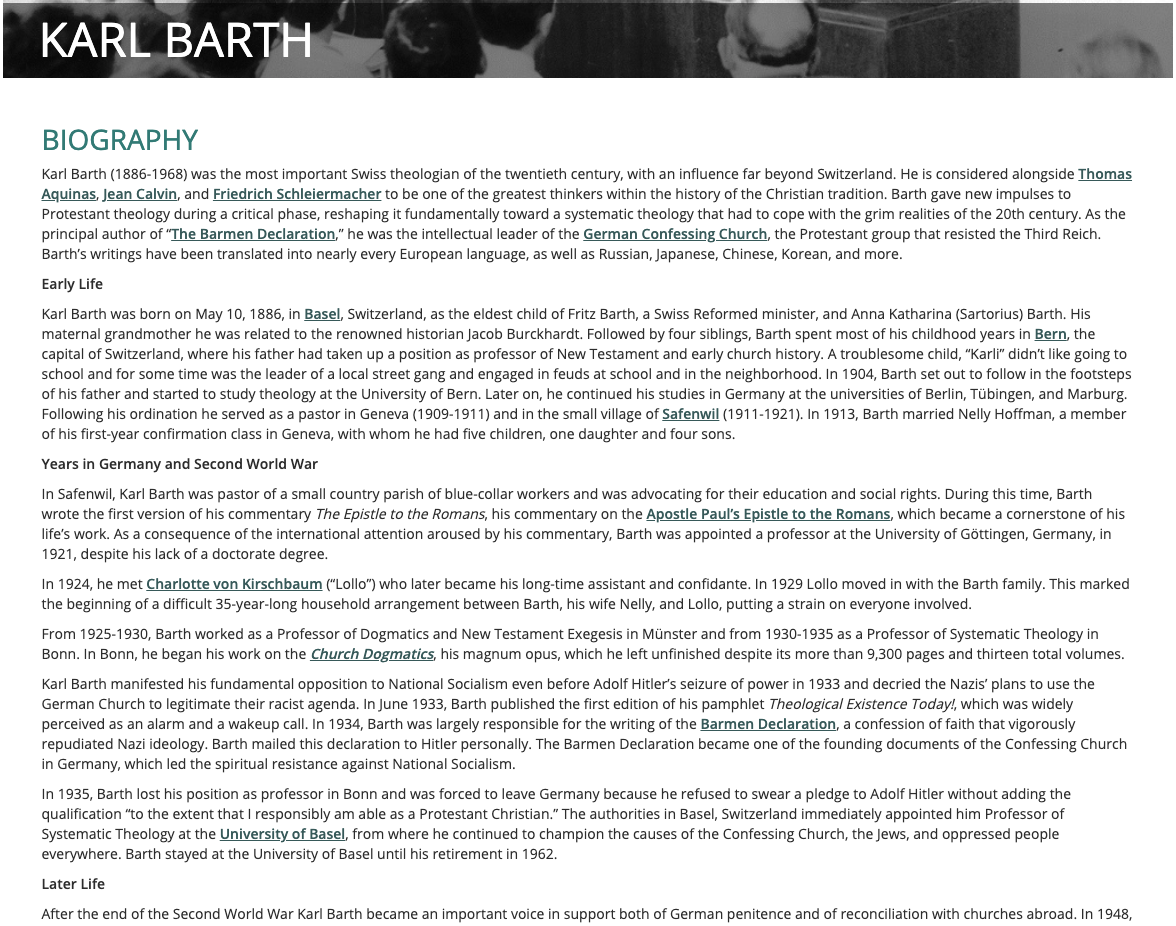 KARL BARTH
BIOGRAPHY
Karl Barth (1886-1968) was the most important Swiss theologian of the twentieth century, with an influence far beyond Switzerland. He is considered alongside Thomas
Aquinas, Jean Calvin, and Friedrich Schleiermacher to be one of the greatest thinkers within the history of the Christian tradition. Barth gave new impulses to
Protestant theology during a critical phase, reshaping it fundamentally toward a systematic theology that had to cope with the grim realities of the 20th century. As the
principal author of “The Barmen Declaration,” he was the intellectual leader of the German Confessing Church, the Protestant group that resisted the Third Reich.
Barth’s writings have been translated into nearly every European language, as well as Russian, Japanese, Chinese, Korean, and more.
Early Life
Karl Barth was born on May 10, 1886, in Basel, Switzerland, as the eldest child of Fritz Barth, a Swiss Reformed minister, and Anna Katharina (Sartorius) Barth. His
maternal grandmother he was related to the renowned historian Jacob Burckhardt. Followed by four siblings, Barth spent most of his childhood years in Bern, the
capital of Switzerland, where his father had taken up a position as professor of New Testament and early church history. A troublesome child, “Karli” didn’t like going to
school and for some time was the leader of a local street gang and engaged in feuds at school and in the neighborhood. In 1904, Barth set out to follow in the footsteps
of his father and started to study theology at the University of Bern. Later on, he continued his studies in Germany at the universities of Berlin, Tübingen, and Marburg.
Following his ordination he served as a pastor in Geneva (1909-1911) and in the small village of Safenwil (1911-1921). In 1913, Barth married Nelly Hoffman, a member
of his first-year confirmation class in Geneva, with whom he had five children, one daughter and four sons.
Years in Germany and Second World War
In Safenwil, Karl Barth was pastor of a small country parish of blue-collar workers and was advocating for their education and social rights. During this time, Barth
wrote the first version of his commentary The Epistle to the Romans, his commentary on the Apostle Paul’s Epistle to the Romans, which became a cornerstone of his
life’s work. As a consequence of the international attention aroused by his commentary, Barth was appointed a professor at the University of Göttingen, Germany, in
1921, despite his lack of a doctorate degree.
In 1924, he met Charlotte von Kirschbaum (“Lollo”) who later became his long-time assistant and confidante. In 1929 Lollo moved in with the Barth family. This marked
the beginning of a difficult 35-year-long household arrangement between Barth, his wife Nelly, and Lollo, putting a strain on everyone involved.
From 1925-1930, Barth worked as a Professor of Dogmatics and New Testament Exegesis in Münster and from 1930-1935 as a Professor of Systematic Theology in
Bonn. In Bonn, he began his work on the Church Dogmatics, his magnum opus, which he left unfinished despite its more than 9,300 pages and thirteen total volumes.
Karl Barth manifested his fundamental opposition to National Socialism even before Adolf Hitler’s seizure of power in 1933 and decried the Nazis’ plans to use the
German Church to legitimate their racist agenda. In June 1933, Barth published the first edition of his pamphlet Theological Existence Today!, which was widely
perceived as an alarm and a wakeup call. In 1934, Barth was largely responsible for the writing of the Barmen Declaration, a confession of faith that vigorously
repudiated Nazi ideology. Barth mailed this declaration to Hitler personally. The Barmen Declaration became one of the founding documents of the Confessing Church
in Germany, which led the spiritual resistance against National Socialism.
In 1935, Barth lost his position as professor in Bonn and was forced to leave Germany because he refused to swear a pledge to Adolf Hitler without adding the
qualification “to the extent that I responsibly am able as a Protestant Christian.” The authorities in Basel, Switzerland immediately appointed him Professor of
Systematic Theology at the University of Basel, from where he continued to champion the causes of the Confessing Church, the Jews, and oppressed people
everywhere. Barth stayed at the University of Basel until his retirement in 1962.
Later Life
After the end of the Second World War Karl Barth became an important voice in support both of German penitence and of reconciliation with churches abroad. In 1948,